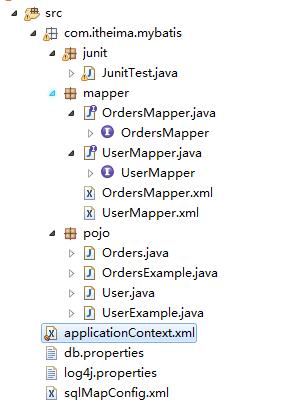 src
com.itheima.mybatis
junit
JunitTest.java
mapper
OrdersMapper.java
OrdersMapper
UserMapper.java
UserMapper
OrdersMapper.xml
UserMapper.xml
pojo
Orders.java
OrdersExample.java
User.java
UserExample.java
applicationContext.xml
db.properties
log4j.properties
sqlMapConfig.xml